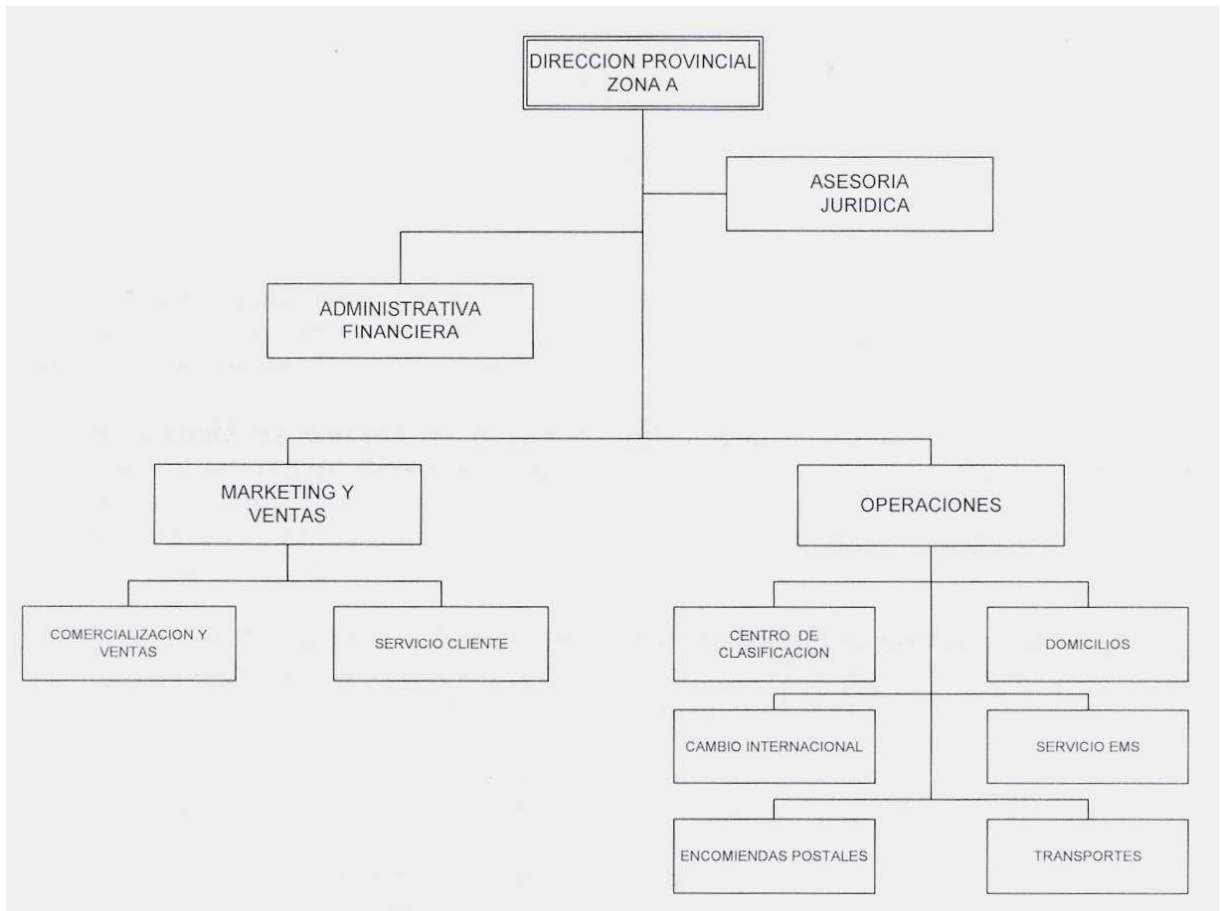 DIRECCION PROVINCIAL
ZONA A
ASESORIA
JURIDICA
ADMINISTRATIVA
FINANCIERA
MARKETING Y
VENTAS
OPERACIONES
COMERCIALIZACION Y
VENTAS
SERVICIO CLIENTE
CENTRO DE
CLASIFICACION
DOMICILIOS
CAMBIO INTERNACIONAL
SERVICIO EMS
ENCOMIENDAS POSTALES
TRANSPORTES